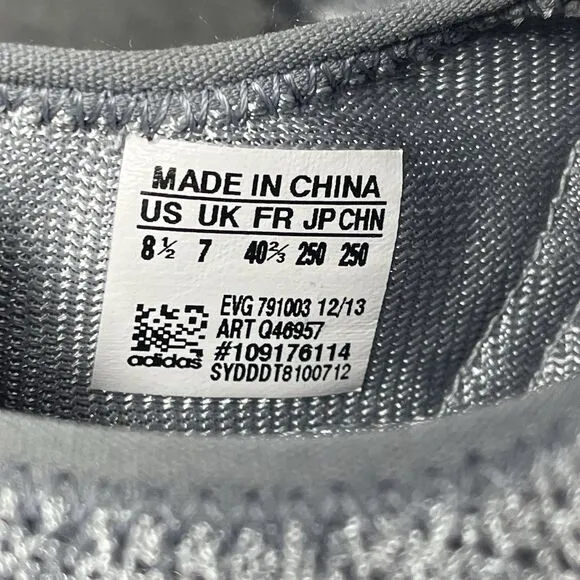 MADE IN CHINA
US UK FR JP CHN
8½ 7 40⅔ 250 250
EVG 791003 12/13
ART Q46957
#109176114
SYDDDT8100712
adidas